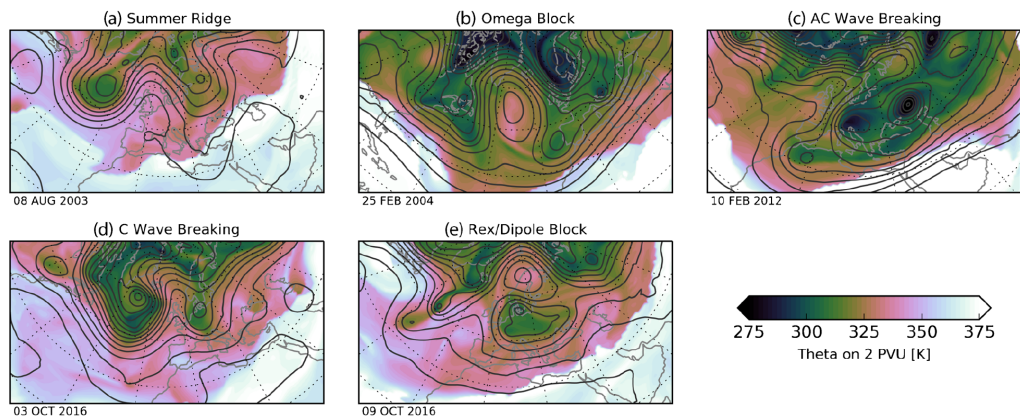 (a) Summer Ridge
(b) Omega Block
(c) AC Wave Breaking
08 AUG 2003
25 FEB 2004
10 FEB 2012
(d) C Wave Breaking
(e) Rex/Dipole Block
275 300 325 350 375
Theta on 2 PVU [K]
03 OCT 2016
09 OCT 2016